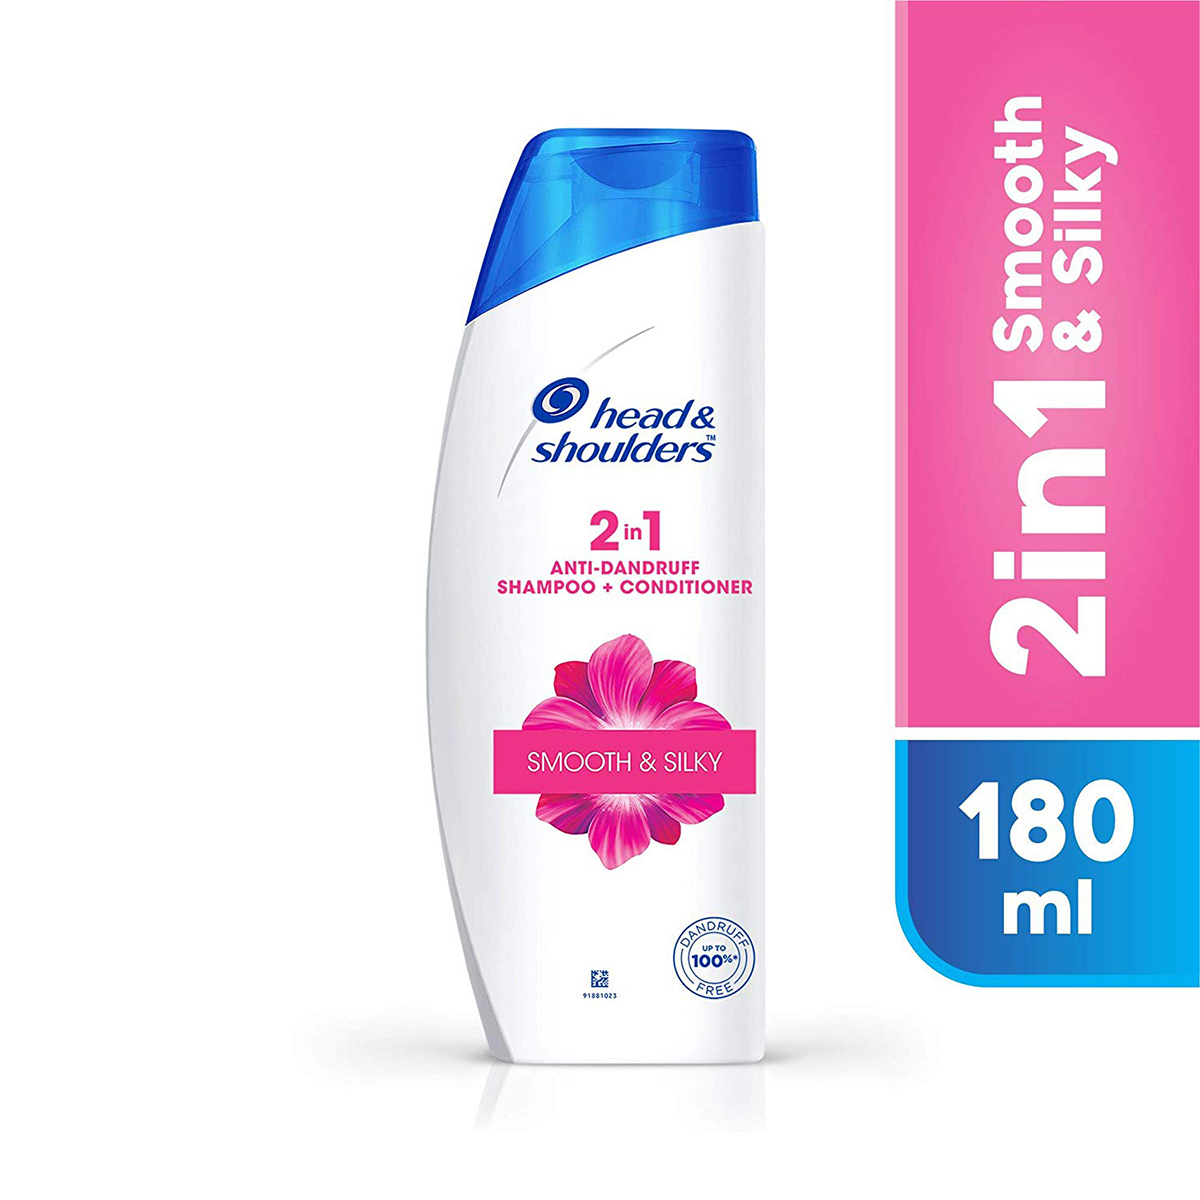 head &
shoulders™
2 in 1
ANTI-DANDRUFF
SHAMPOO + CONDITIONER
SMOOTH & SILKY
DANDRUFF
UP TO
100%*
FREE
91881023
2in1 Smooth
& Silky
180
ml